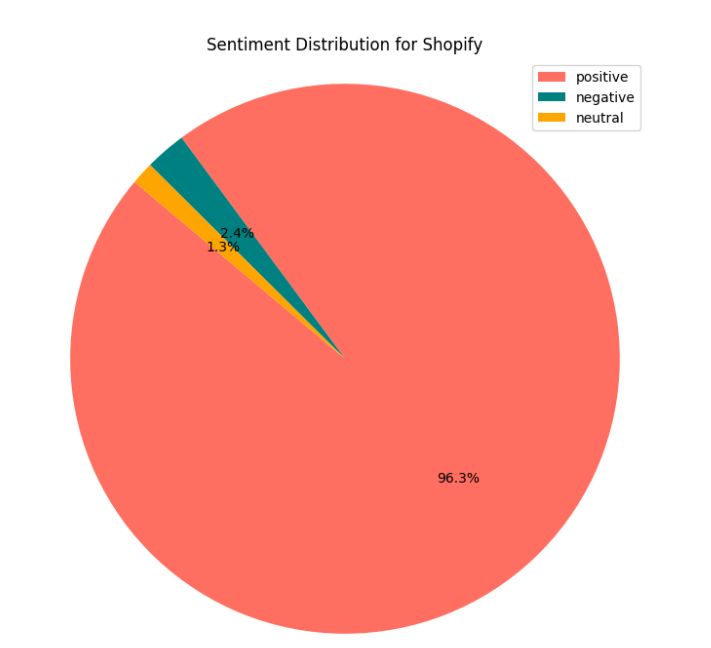 Sentiment Distribution for Shopify
positive
negative
neutral
2.4%
1.3%
96.3%